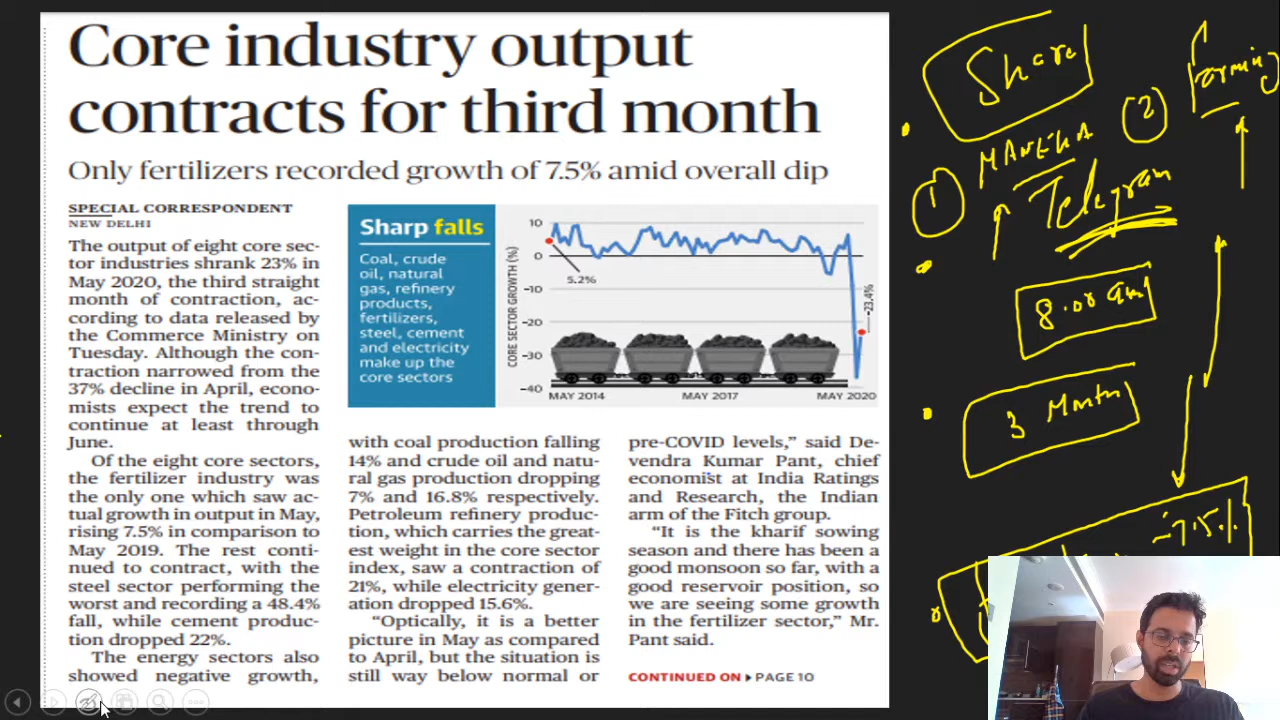 Core industry output
contracts for third month
Only fertilizers recorded growth of 7.5% amid overall dip
SPECIAL CORRESPONDENT
NEW DELHI
The output of eight core sec-
tor industries shrank 23% in
May 2020, the third straight
month of contraction, ac-
cording to data released by
the Commerce Ministry on
Tuesday. Although the con-
traction narrowed from the
37% decline in April, econo-
mists expect the trend to
continue at least through
June.
Of the eight core sectors,
the fertilizer industry was
the only one which saw ac-
tual growth in output in May,
rising 7.5% in comparison to
May 2019. The rest conti-
nued to contract, with the
steel sector performing the
worst and recording a 48.4%
fall, while cement produc-
tion dropped 22%.
The energy sectors also
showed negative growth,
Sharp falls
Coal, crude
oil, natural
gas, refinery
products,
fertilizers,
steel, cement
and electricity
make up the
core sectors
CORE SECTOR GROWTH (%)
10
0
-10
-20
-30
-40
5.2%
-23.4%
MAY 2014 MAY 2017 MAY 2020
with coal production falling
14% and crude oil and natu-
ral gas production dropping
7% and 16.8% respectively.
Petroleum refinery produc-
tion, which carries the great-
est weight in the core sector
index, saw a contraction of
21%, while electricity gener-
ation dropped 15.6%.
"Optically, it is a better
picture in May as compared
to April, but the situation is
still way below normal or
pre-COVID levels," said De-
vendra Kumar Pant, chief
economist at India Ratings
and Research, the Indian
arm of the Fitch group.
"It is the kharif sowing
season and there has been a
good monsoon so far, with a
good reservoir position, so
we are seeing some growth
in the fertilizer sector," Mr.
Pant said.
CONTINUED ON PAGE 10
Share
farming
2
1
Telegram
8.00 am
3 Month
7.5%